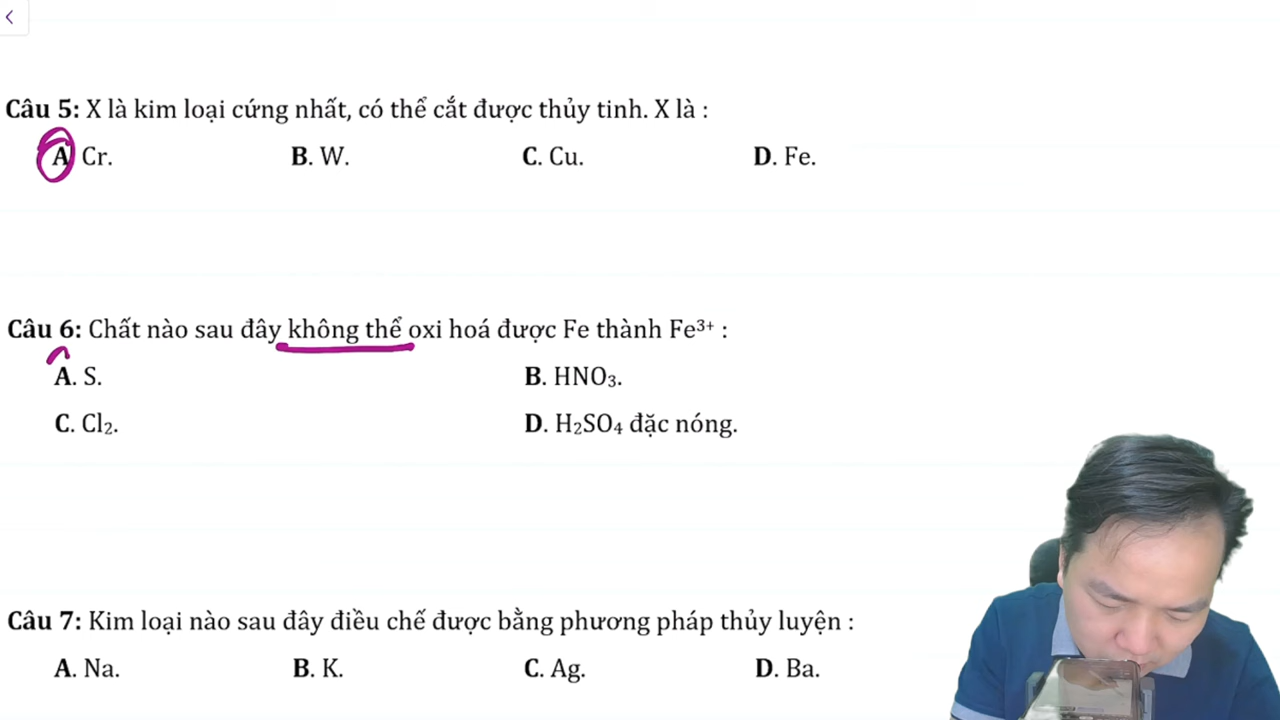 Câu 5: X là kim loại cứng nhất, có thể cắt được thủy tinh. X là :
A Cr. B. W. C. Cu. D. Fe.
Câu 6: Chất nào sau đây không thể oxi hoá được Fe thành Fe³⁺ :
A. S. B. HNO₃.
C. Cl₂. D. H₂SO₄ đặc nóng.
Câu 7: Kim loại nào sau đây điều chế được bằng phương pháp thủy luyện :
A. Na. B. K. C. Ag. D. Ba.